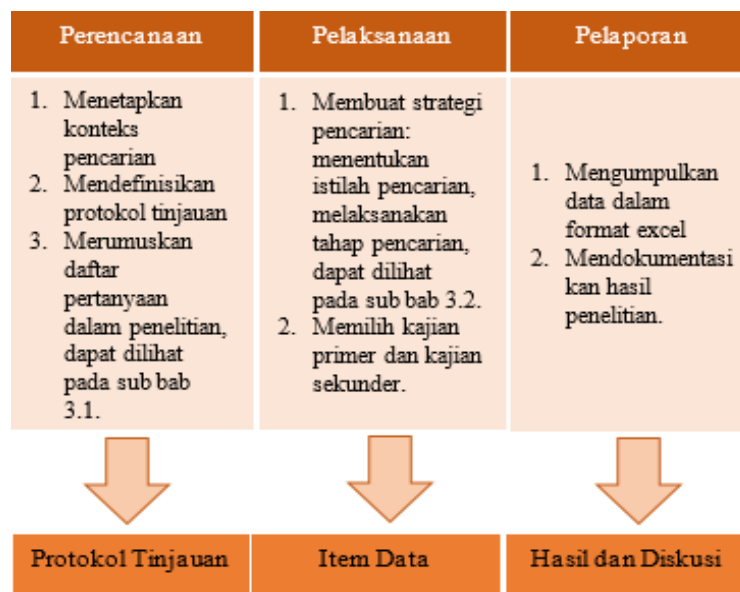 Perencanaan
1. Menetapkan
konteks
pencarian
2. Mendefinisikan
protokol tinjauan
3. Merumuskan
daftar
pertanyaan
dalam penelitian,
dapat dilihat
pada sub bab
3.1.
Protokol Tinjauan
Pelaksanaan
1. Membuat strategi
pencarian:
menentukan
istilah pencarian,
melaksanakan
tahap pencarian,
dapat dilihat
pada sub bab 3.2.
2. Memilih kajian
primer dan kajian
sekunder.
Item Data
Pelaporan
1. Mengumpulkan
data dalam
format excel
2. Mendokumentasi
kan hasil
penelitian.
Hasil dan Diskusi